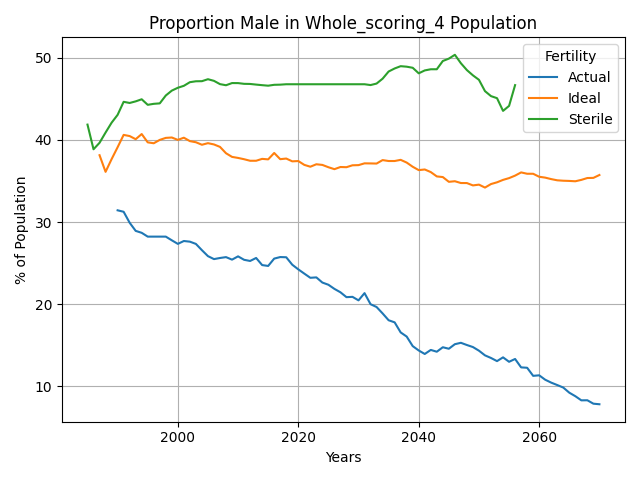 Proportion Male in Whole_scoring_4 Population
Fertility
Actual
Ideal
Sterile
50
40
30
20
10
% of Population
2000
2020
2040
2060
Years